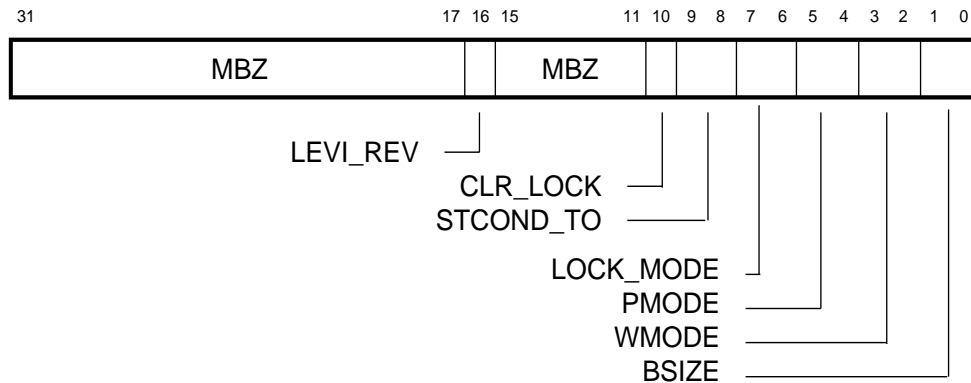 31 17 16 15 11 10 9 8 7 6 5 4 3 2 1 0
MBZ MBZ
LEVI_REV
CLR_LOCK
STCOND_TO
LOCK_MODE
PMODE
WMODE
BSIZE